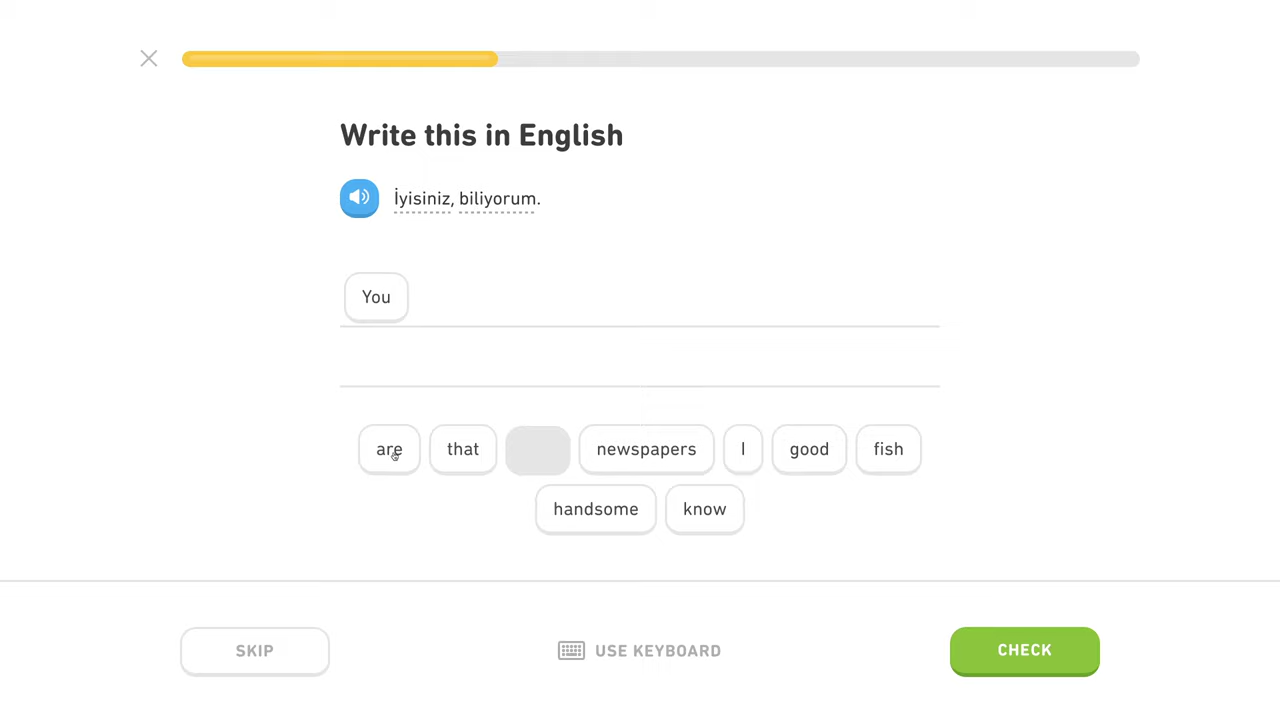 Write this in English
İyisiniz, biliyorum.
You
are that newspapers I good fish
handsome know
SKIP USE KEYBOARD CHECK